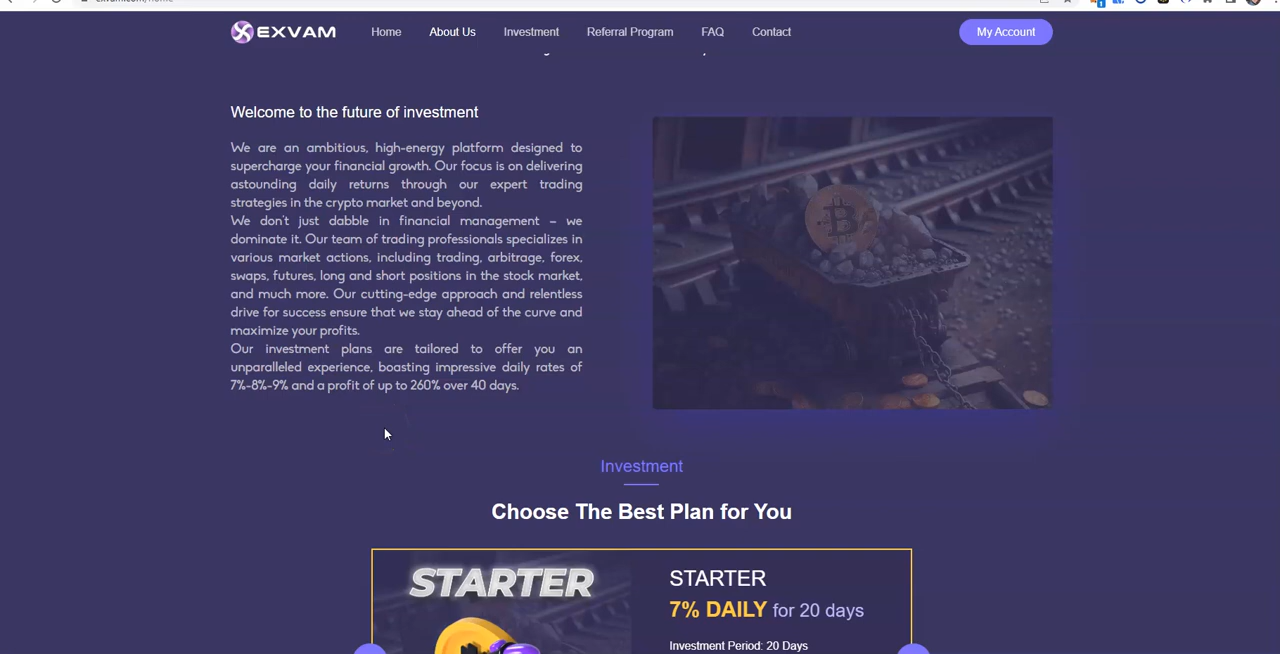 EXVAM
Home
About Us
Investment
Referral Program
FAQ
Contact
My Account
Welcome to the future of investment
We are an ambitious, high-energy platform designed to
supercharge your financial growth. Our focus is on delivering
astounding daily returns through our expert trading
strategies in the crypto market and beyond.
We don't just dabble in financial management – we
dominate it. Our team of trading professionals specializes in
various market actions, including trading, arbitrage, forex,
swaps, futures, long and short positions in the stock market,
and much more. Our cutting-edge approach and relentless
drive for success ensure that we stay ahead of the curve and
maximize your profits.
Our investment plans are tailored to offer you an
unparalleled experience, boasting impressive daily rates of
7%-8%-9% and a profit of up to 260% over 40 days.
Investment
Choose The Best Plan for You
STARTER
STARTER
7% DAILY for 20 days
Investment Period: 20 Days